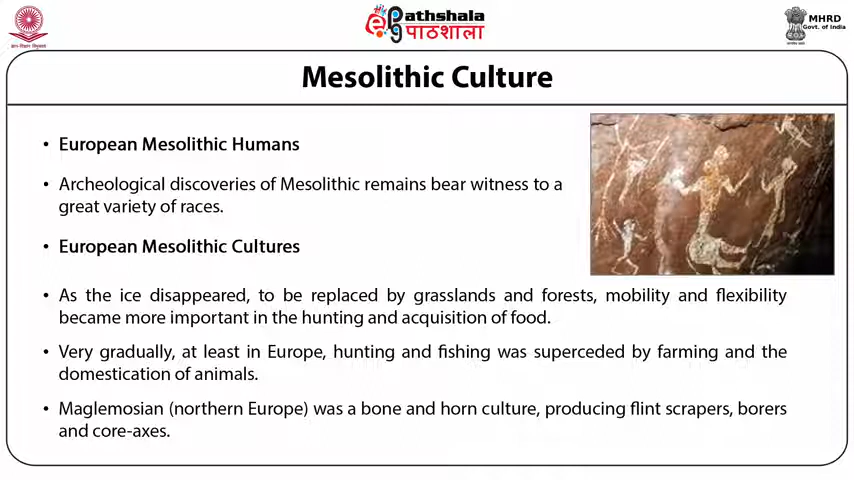 ePathshala
पाठशाला
MHRD
Govt. of India
Mesolithic Culture
• European Mesolithic Humans
• Archeological discoveries of Mesolithic remains bear witness to a
great variety of races.
• European Mesolithic Cultures
• As the ice disappeared, to be replaced by grasslands and forests, mobility and flexibility
became more important in the hunting and acquisition of food.
• Very gradually, at least in Europe, hunting and fishing was superceded by farming and the
domestication of animals.
• Maglemosian (northern Europe) was a bone and horn culture, producing flint scrapers, borers
and core-axes.